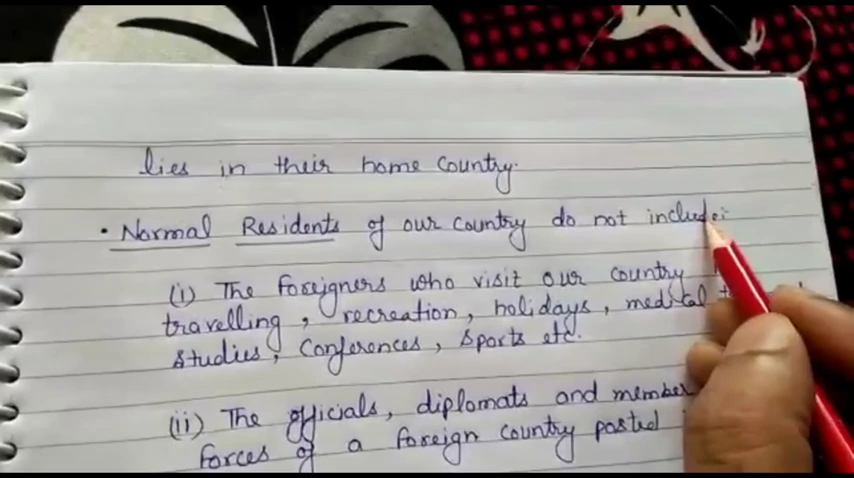 lies in their home country.
• Normal Residents of our country do not include:
(i) The foreigners who visit our country
travelling, recreation, holidays, medical
studies, conferences, sports etc.
(ii) The officials, diplomats and member
forces of a foreign country posted